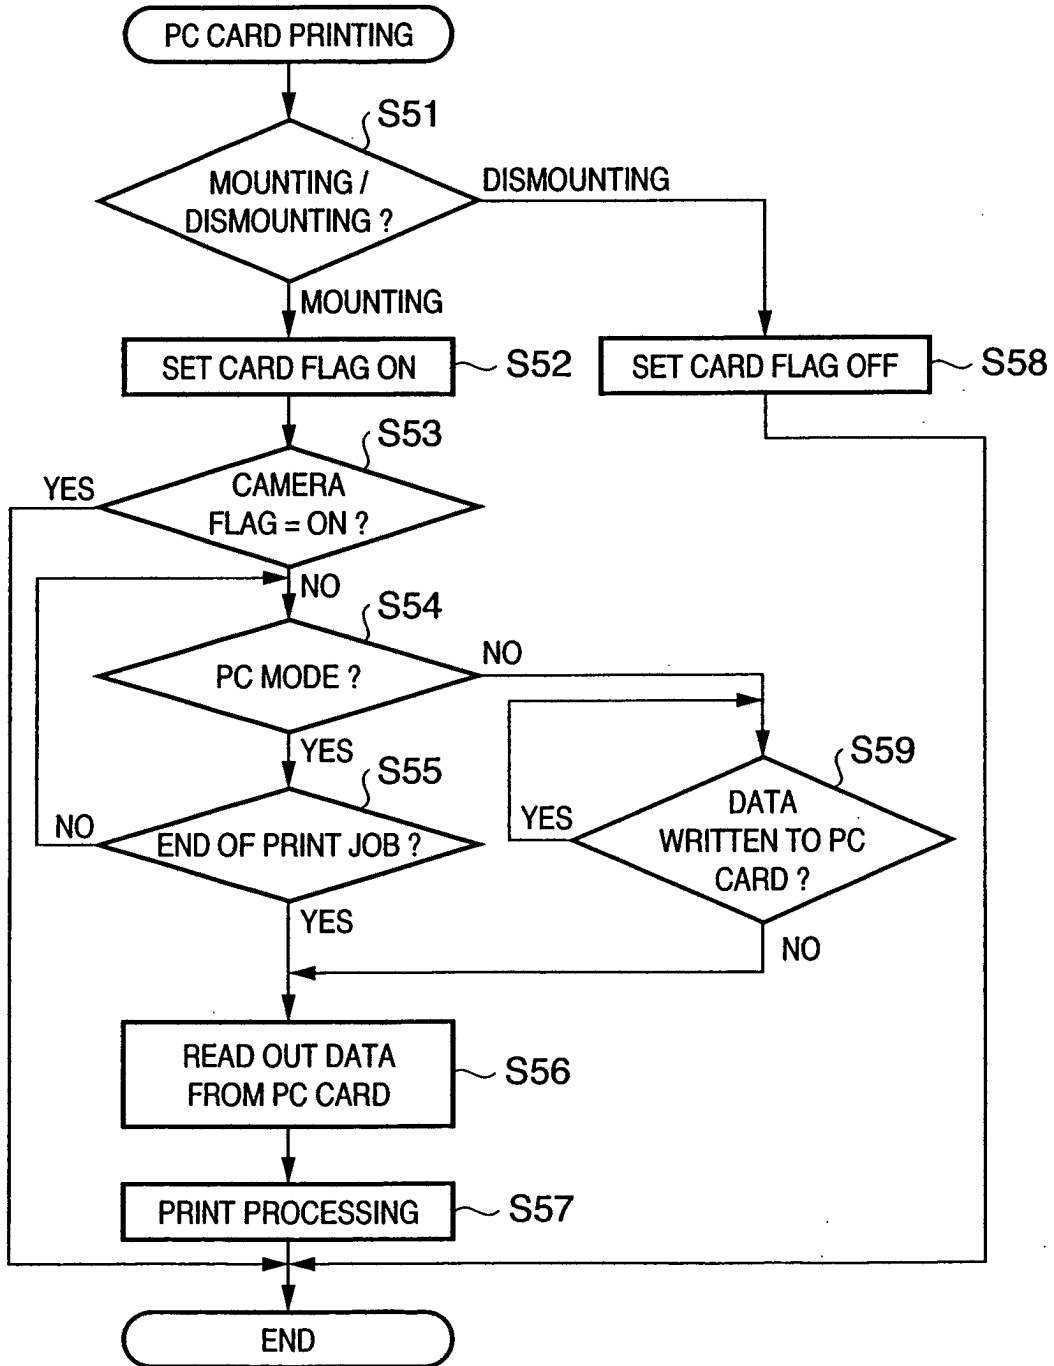 PC CARD PRINTING
S51
MOUNTING /
DISMOUNTING ?
DISMOUNTING
MOUNTING
SET CARD FLAG ON
S52
SET CARD FLAG OFF
S58
S53
YES
CAMERA
FLAG = ON ?
NO
S54
PC MODE ?
NO
YES
S55
END OF PRINT JOB ?
NO
YES
S59
DATA
WRITTEN TO PC
CARD ?
YES
NO
READ OUT DATA
FROM PC CARD
S56
PRINT PROCESSING
S57
END